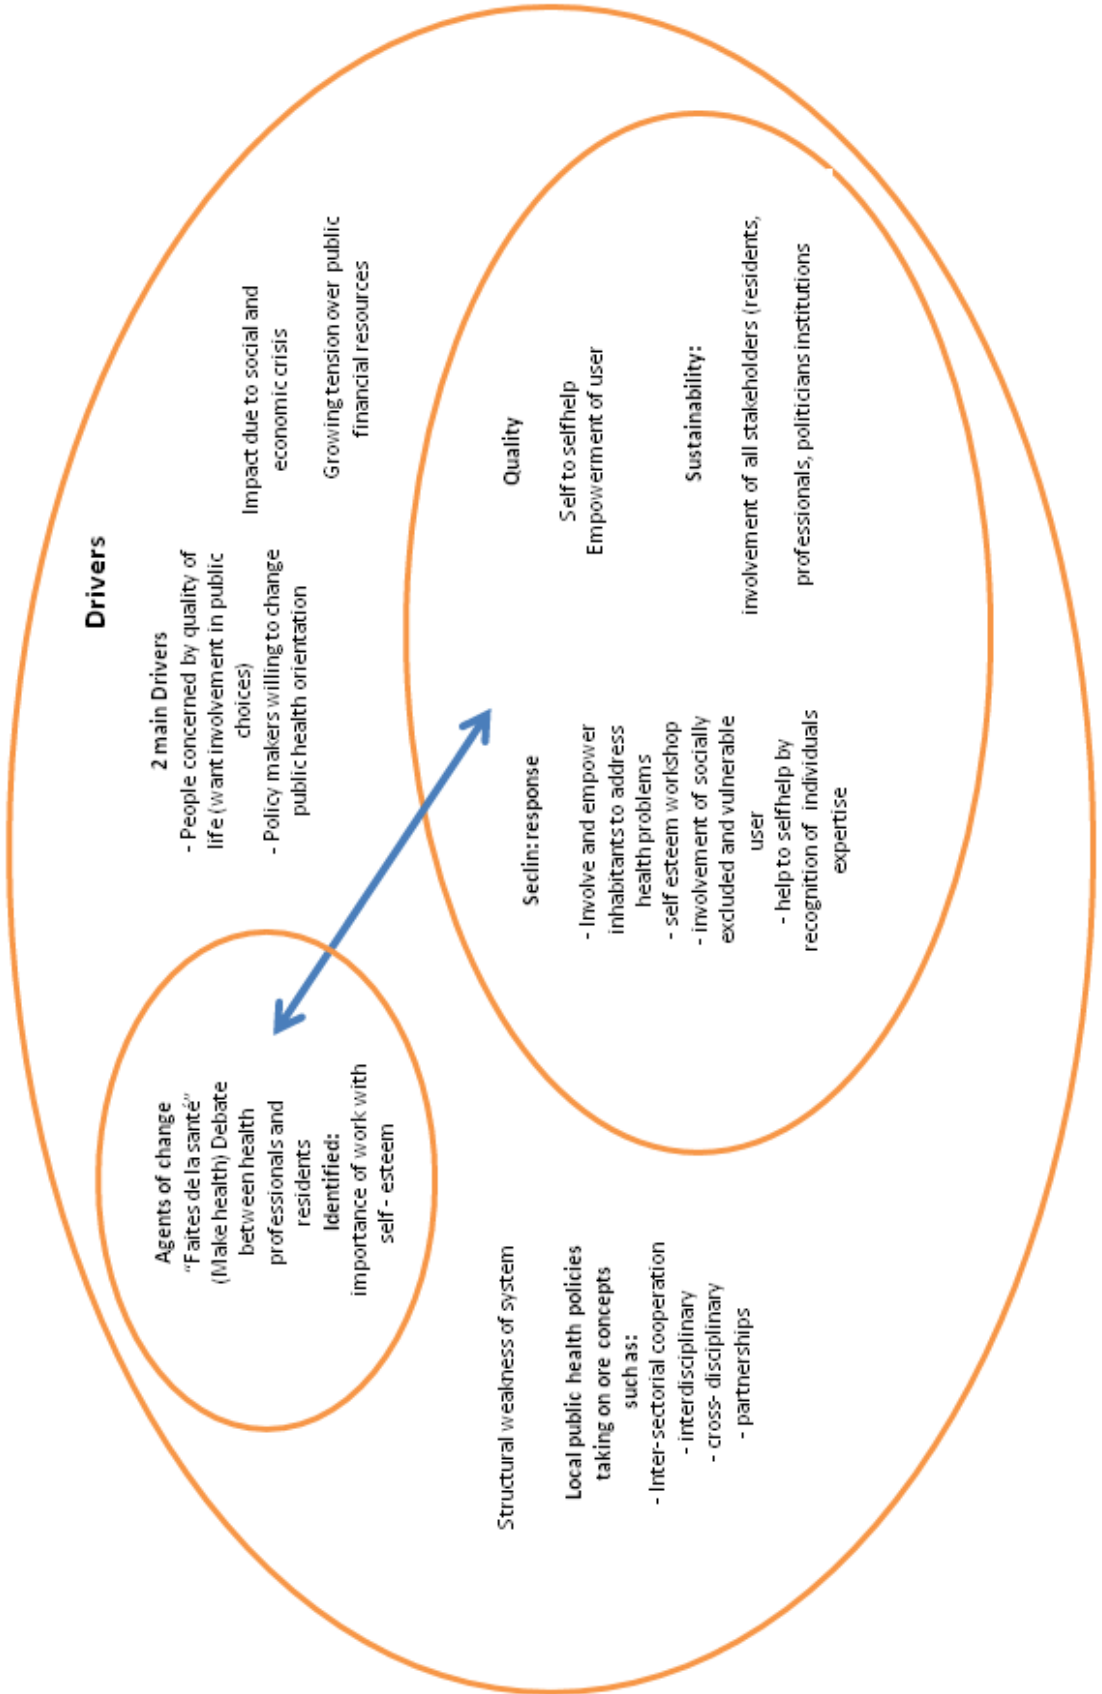 Drivers
Agents of change
“Faites de la santé”
(Make health) Debate
between health
professionals and
residents
Identified:
importance of work with
self - esteem
2 main Drivers
- People concerned by quality of
life (want involvement in public
choices)
- Policy makers willing to change
public health orientation
Impact due to social and
economic crisis
Growing tension over public
financial resources
Structural weakness of system
Local public health policies
taking on ore concepts
such as:
- Inter-sectorial cooperation
- interdisciplinary
- cross- disciplinary
- partnerships
Seclin: response
- Involve and empower
inhabitants to address
health problems
- self esteem workshop
- involvement of socially
excluded and vulnerable
user
- help to selfhelp by
recognition of individuals
expertise
Quality
Self to selfhelp
Empowerment of user
Sustainability:
involvement of all stakeholders (residents,
professionals, politicians institutions